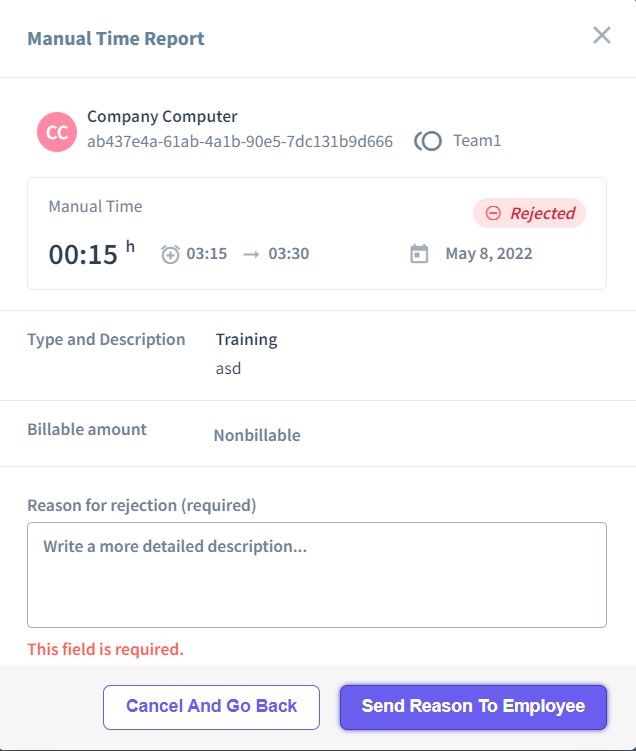 Manual Time Report
CC
Company Computer
ab437e4a-61ab-4a1b-90e5-7dc131b9d666
Team1
Manual Time
Rejected
00:15 h
03:15 → 03:30
May 8, 2022
Type and Description
Training
asd
Billable amount
Nonbillable
Reason for rejection (required)
Write a more detailed description...
This field is required.
Cancel And Go Back
Send Reason To Employee